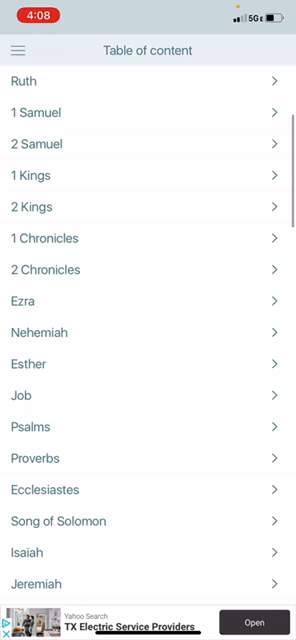 4:08
5GE
Table of content
Ruth
1 Samuel
2 Samuel
1 Kings
2 Kings
1 Chronicles
2 Chronicles
Ezra
Nehemiah
Esther
Job
Psalms
Proverbs
Ecclesiastes
Song of Solomon
Isaiah
Jeremiah
Yahoo Search
TX Electric Service Providers
Open